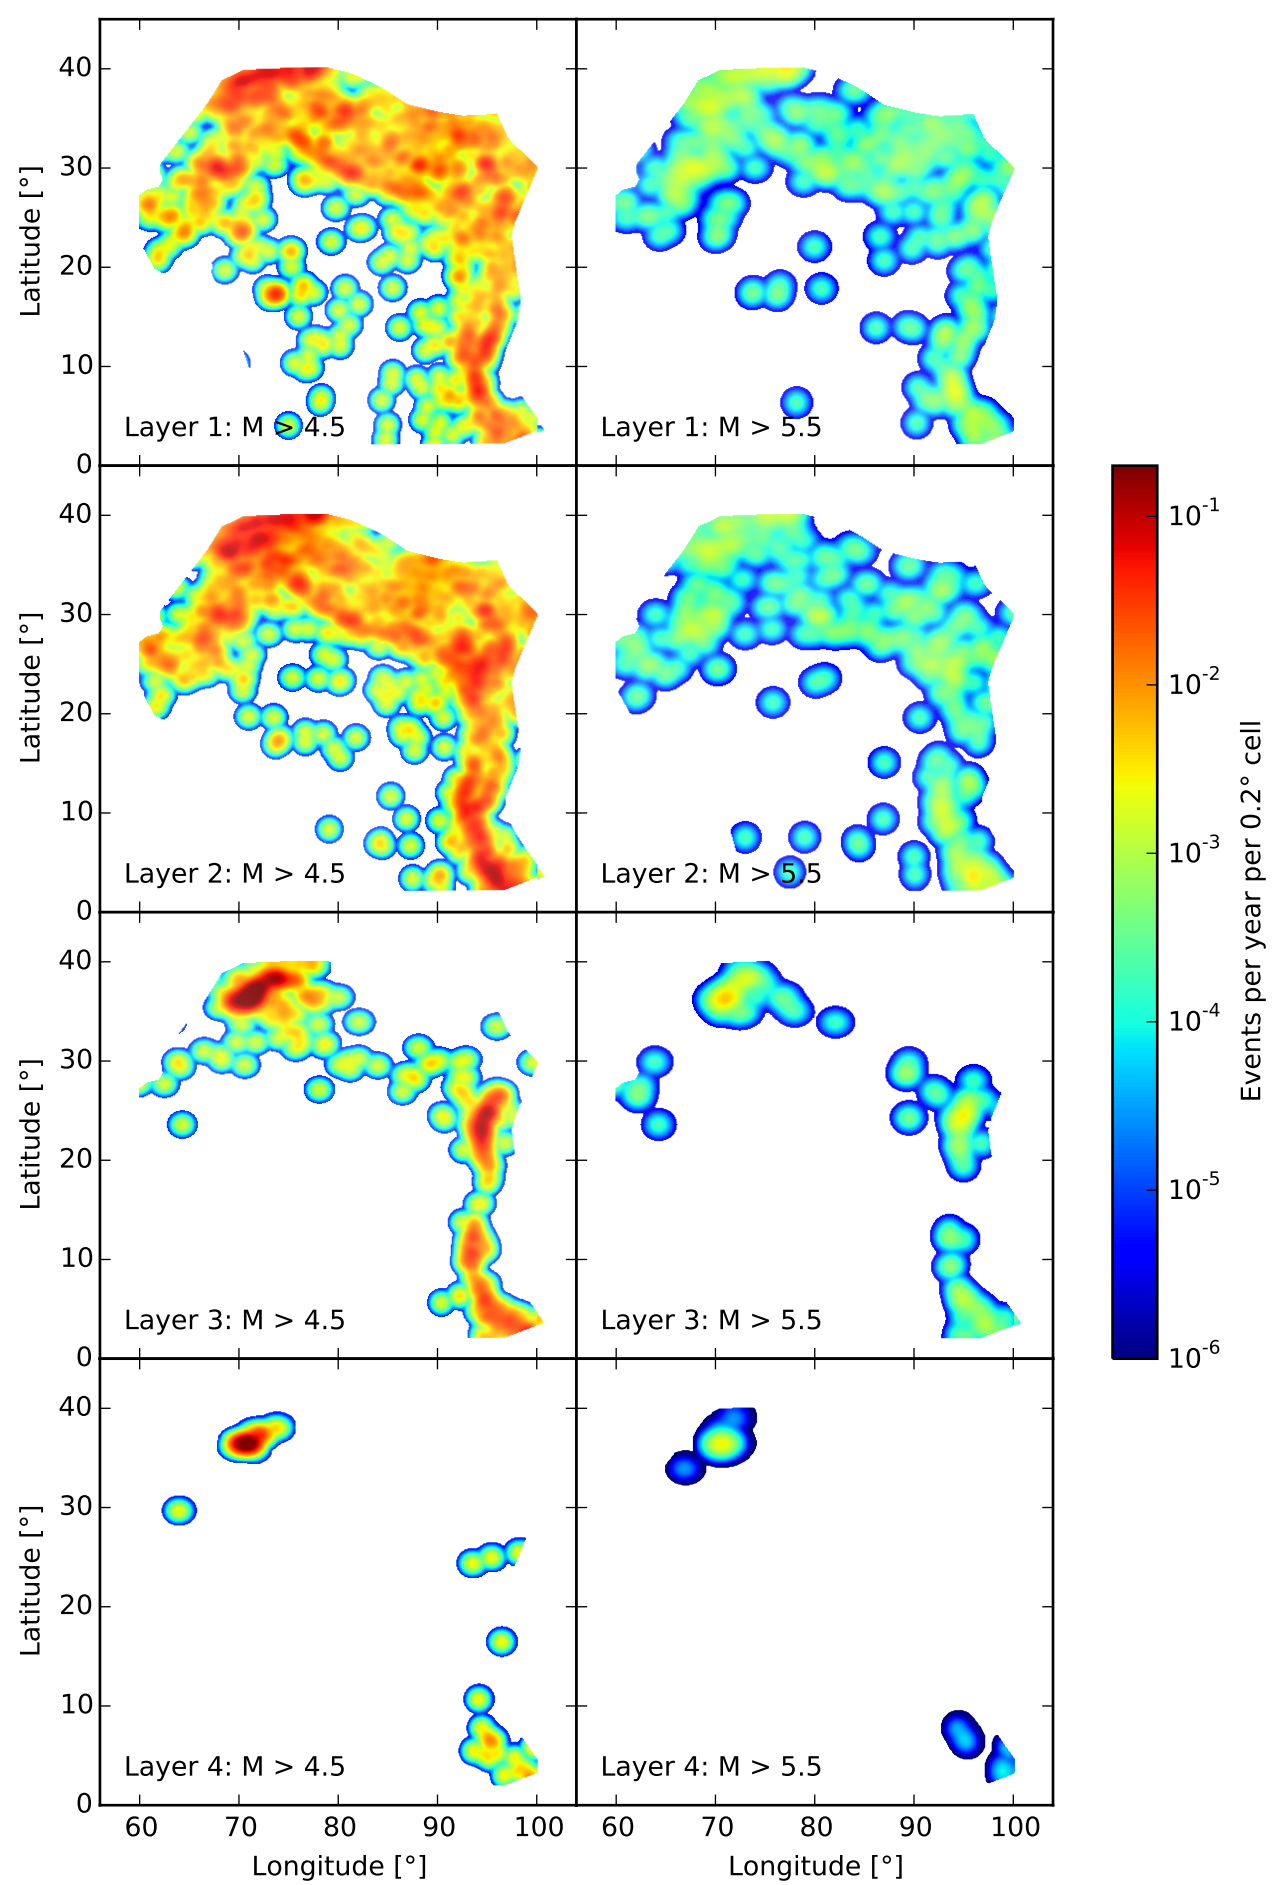 40
30
20
10
0
Latitude [°]
Layer 1: M > 4.5
Layer 1: M > 5.5
40
30
20
10
0
Latitude [°]
Layer 2: M > 4.5
Layer 2: M > 5.5
40
30
20
10
0
Latitude [°]
Layer 3: M > 4.5
Layer 3: M > 5.5
40
30
20
10
0
Latitude [°]
Layer 4: M > 4.5
Layer 4: M > 5.5
60 70 80 90 100
60 70 80 90 100
Longitude [°]
Longitude [°]
10⁻¹
10⁻²
10⁻³
10⁻⁴
10⁻⁵
10⁻⁶
Events per year per 0.2° cell